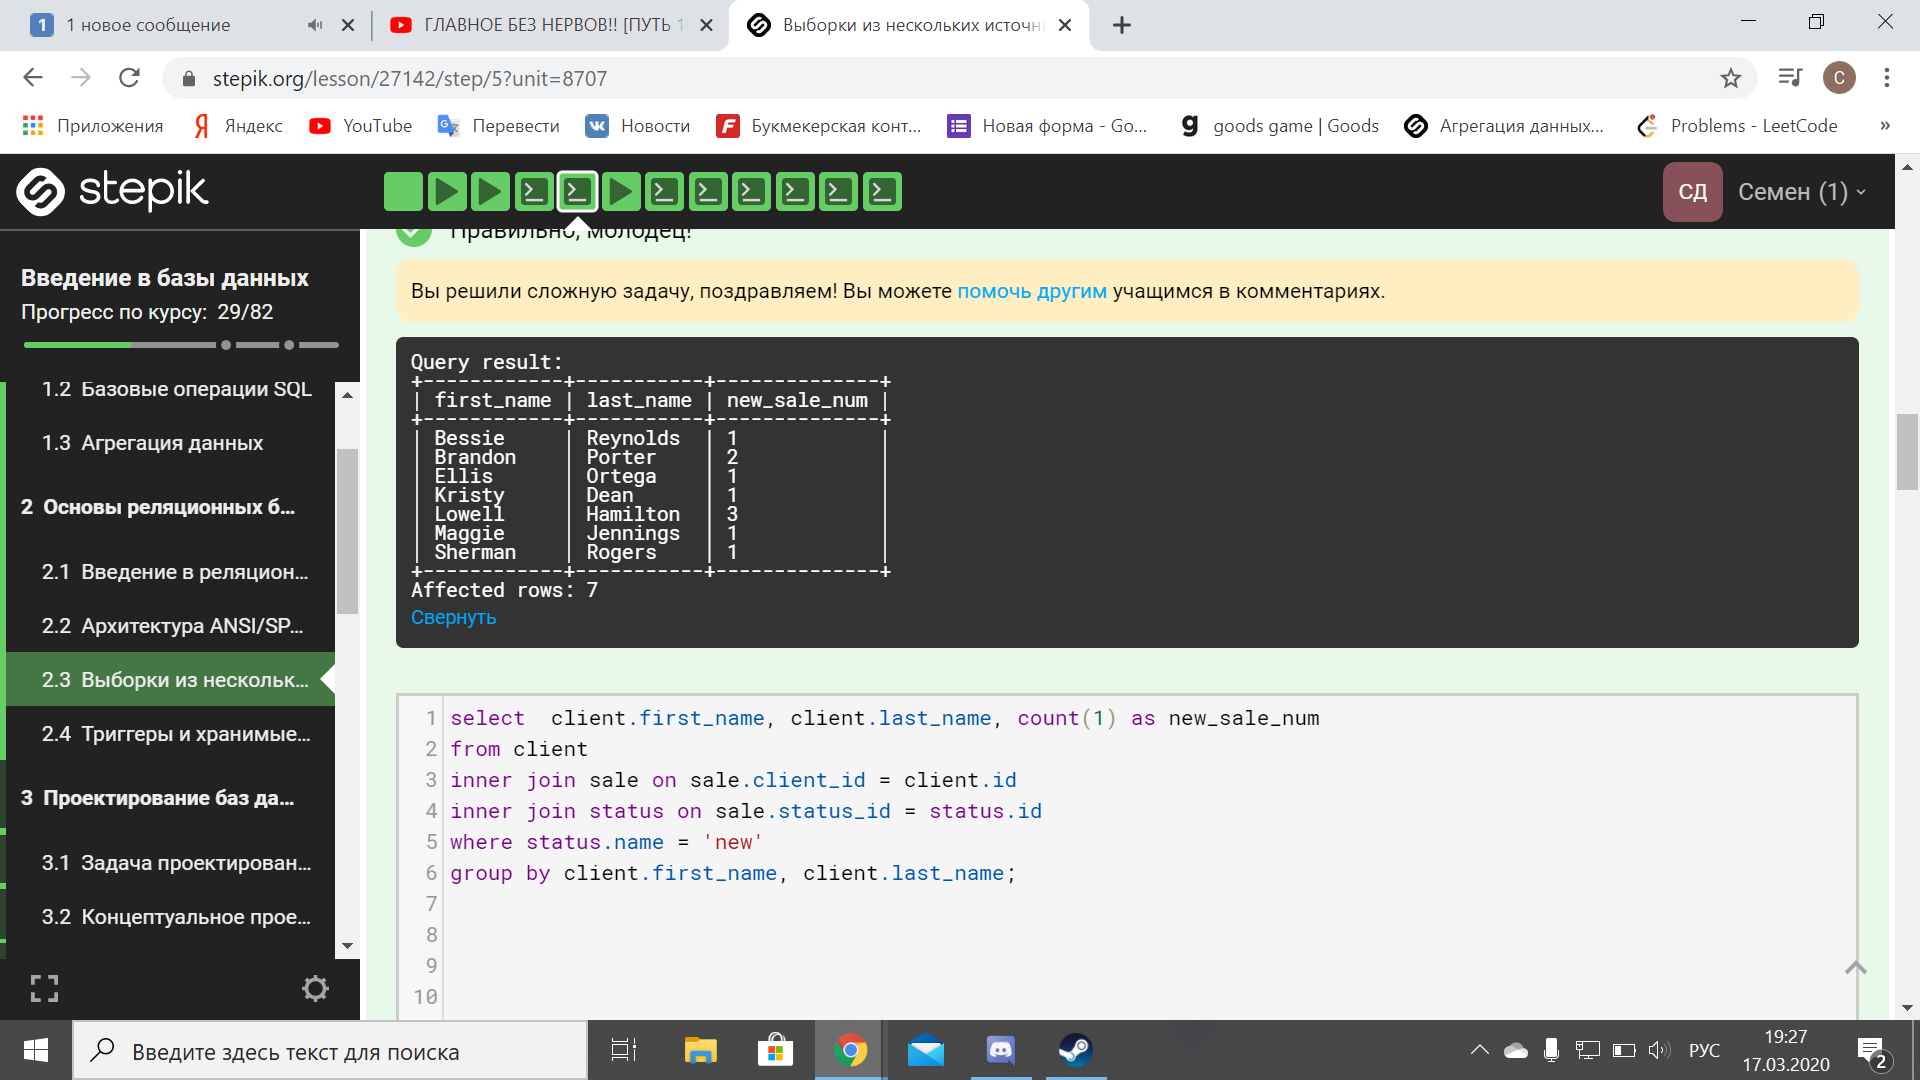 1 новое сообщение
ГЛАВНОЕ БЕЗ НЕРВОВ!! [ПУТЬ
Выборки из нескольких источн
stepik.org/lesson/27142/step/5?unit=8707
C
Приложения
Яндекс
YouTube
Перевести
Новости
Букмекерская конт...
Новая форма - Go...
goods game | Goods
Агрегация данных...
Problems - LeetCode
»
stepik
СД
Семен (1)
Введение в базы данных
Прогресс по курсу: 29/82
1.2 Базовые операции SQL
1.3 Агрегация данных
2 Основы реляционных б...
2.1 Введение в реляцион...
2.2 Архитектура ANSI/SP...
2.3 Выборки из нескольк...
2.4 Триггеры и хранимые...
3 Проектирование баз да...
3.1 Задача проектирован...
3.2 Концептуальное прое...
Правильно, молодец!
Вы решили сложную задачу, поздравляем! Вы можете помочь другим учащимся в комментариях.
Query result:
+------------+-----------+--------------+
| first_name | last_name | new_sale_num |
+------------+-----------+--------------+
| Bessie | Reynolds | 1 |
| Brandon | Porter | 2 |
| Ellis | Ortega | 1 |
| Kristy | Dean | 1 |
| Lowell | Hamilton | 3 |
| Maggie | Jennings | 1 |
| Sherman | Rogers | 1 |
+------------+-----------+--------------+
Affected rows: 7
Свернуть
1 select  client.first_name, client.last_name, count(1) as new_sale_num
2 from client
3 inner join sale on sale.client_id = client.id
4 inner join status on sale.status_id = status.id
5 where status.name = 'new'
6 group by client.first_name, client.last_name;
7
8
9
10
Введите здесь текст для поиска
РУС
19:27
17.03.2020
2